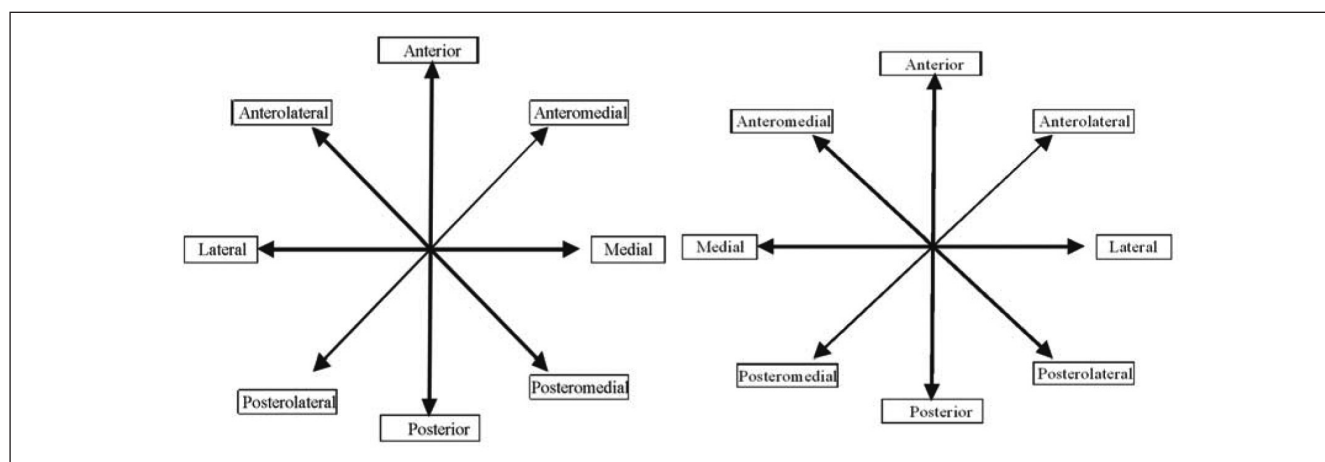 Anterior
Anterolateral
Anteromedial
Lateral
Medial
Posterolateral
Posteromedial
Posterior
Anterior
Anteromedial
Anterolateral
Medial
Lateral
Posteromedial
Posterolateral
Posterior